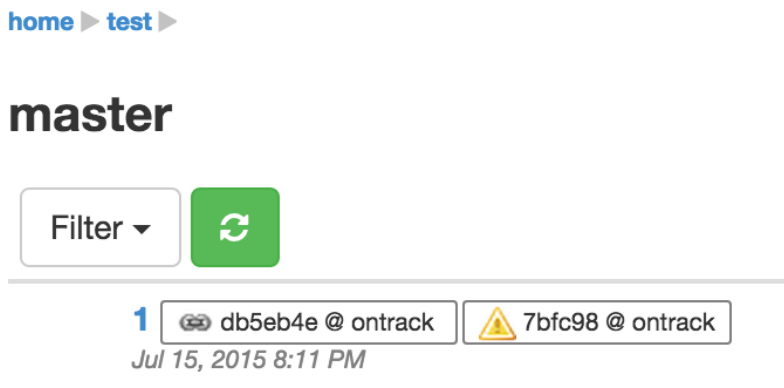 home test
master
Filter
1 db5eb4e @ ontrack 7bfc98 @ ontrack
Jul 15, 2015 8:11 PM